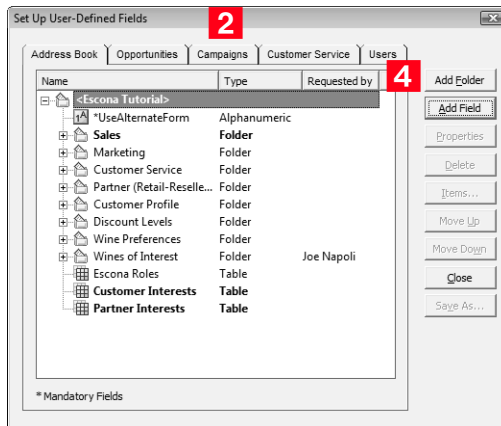 Set Up User-Defined Fields
2
Address Book Opportunities Campaigns Customer Service Users
4
Name Type Requested by
<Escona Tutorial>
*UseAlternateForm Alphanumeric
Sales Folder
Marketing Folder
Customer Service Folder
Partner (Retail-Reselle... Folder
Customer Profile Folder
Discount Levels Folder
Wine Preferences Folder
Wines of Interest Folder Joe Napoli
Escona Roles Table
Customer Interests Table
Partner Interests Table
* Mandatory Fields
Add Folder
Add Field
Properties
Delete
Items...
Move Up
Move Down
Close
Save As...